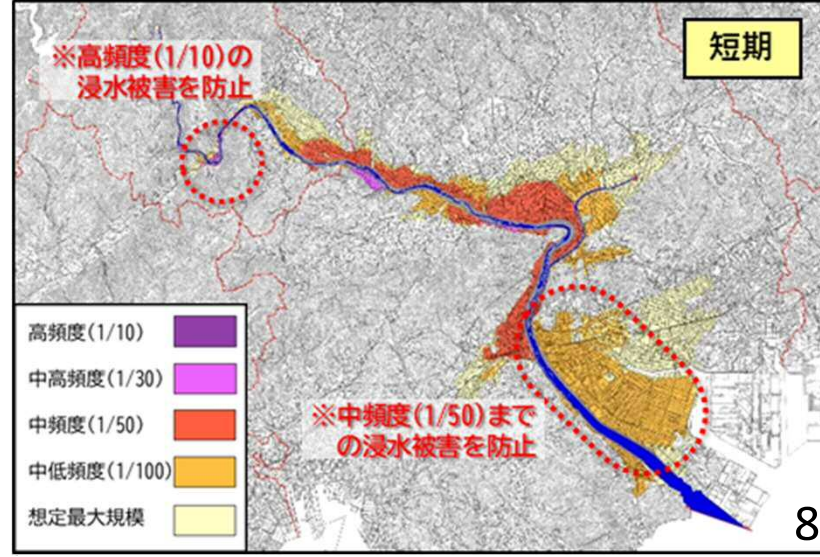 短期
※高頻度(1/10)の
浸水被害を防止
高頻度(1/10)
中高頻度(1/30)
中頻度(1/50)
中低頻度(1/100)
想定最大規模
※中頻度(1/50)まで
の浸水被害を防止
8